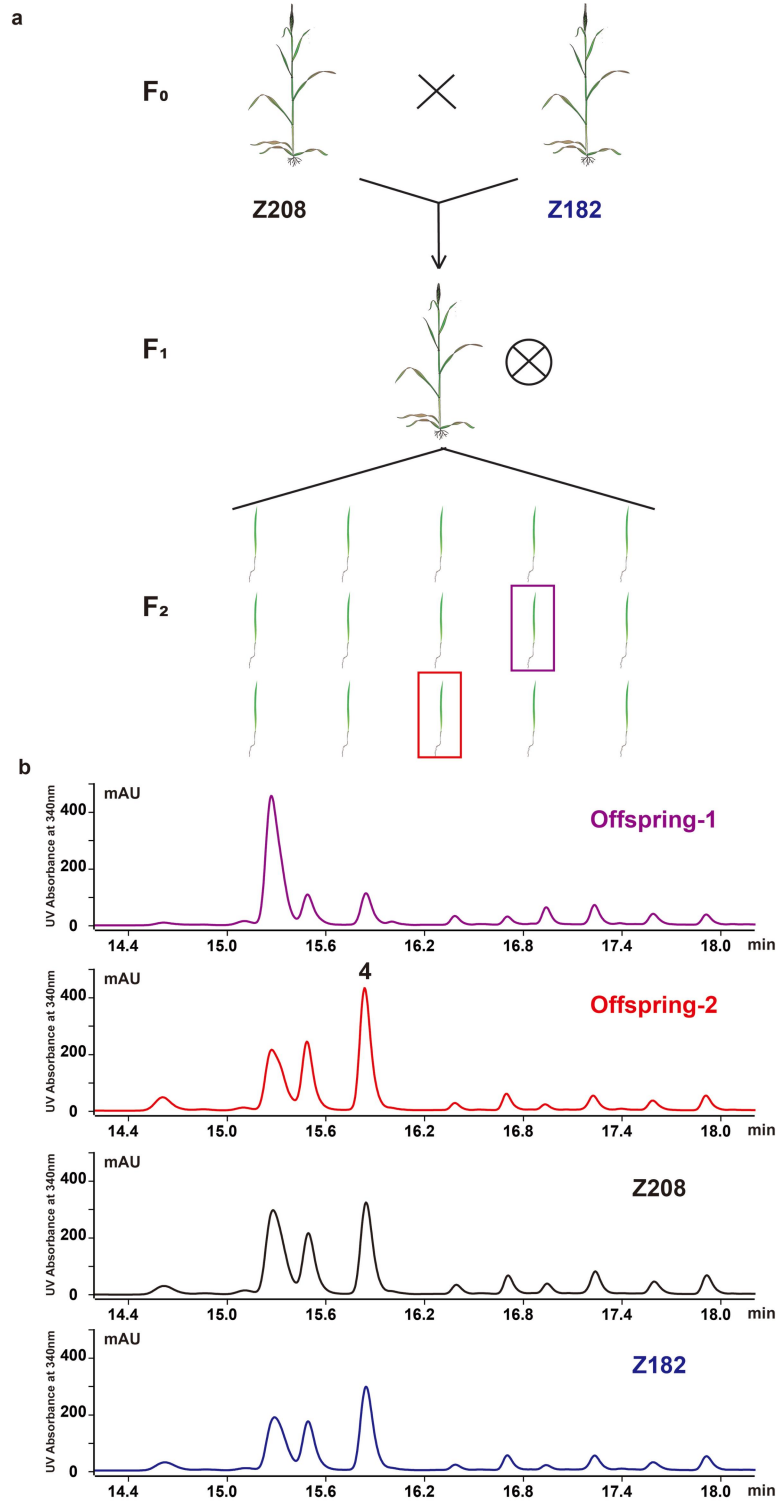 a
F₀
Z208
Z182
F₁
F₂
b
UV Absorbance at 340nm
mAU
Offspring-1
400
200
0
14.4 15.0 15.6 16.2 16.8 17.4 18.0 min
UV Absorbance at 340nm
mAU
4
Offspring-2
400
200
0
14.4 15.0 15.6 16.2 16.8 17.4 18.0 min
UV Absorbance at 340nm
mAU
Z208
400
200
0
14.4 15.0 15.6 16.2 16.8 17.4 18.0 min
UV Absorbance at 340nm
mAU
Z182
400
200
0
14.4 15.0 15.6 16.2 16.8 17.4 18.0 min